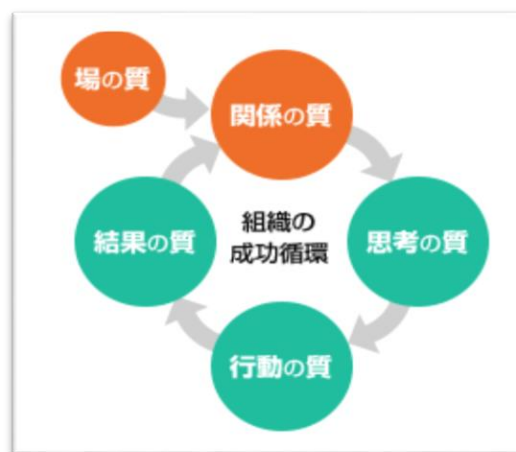 場の質
関係の質
組織の
成功循環
結果の質
思考の質
行動の質